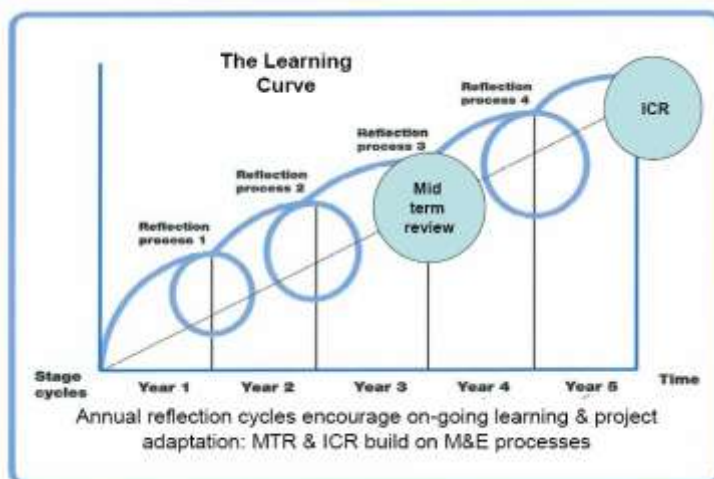 The Learning
Curve
Reflection
process 1
Reflection
process 2
Reflection
process 3
Reflection
process 4
Mid
term
review
ICR
Stage
cycles
Year 1
Year 2
Year 3
Year 4
Year 5
Time
Annual reflection cycles encourage on-going learning & project
adaptation: MTR & ICR build on M&E processes